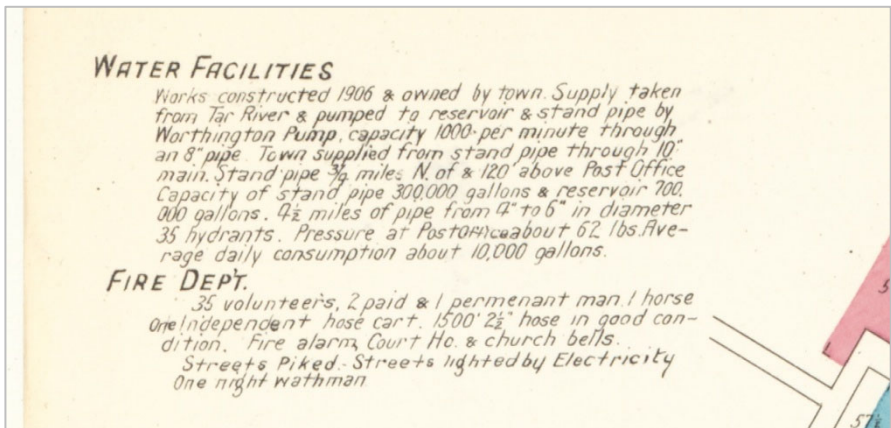 WATER FACILITIES
Works constructed 1906 & owned by town. Supply taken
from Tar River & pumped to reservoir & stand pipe by
Worthington Pump, capacity 1000 per minute through
an 8" pipe. Town supplied from stand pipe through 10"
main. Stand pipe 3/4 miles N. of & 120' above Post Office
Capacity of stand pipe 300,000 gallons & reservoir 700,
000 gallons. 4½ miles of pipe from 4" to 6" in diameter
35 hydrants. Pressure at Post Office about 62 lbs. Ave-
rage daily consumption about 10,000 gallons.
FIRE DEP'T.
35 volunteers, 2 paid & 1 permenant man. 1 horse
One Independent hose cart. 1500' 2½" hose in good con-
dition. Fire alarm, Court Ho. & church bells.
Streets Piked. Streets lighted by Electricity
One night wathman
57½